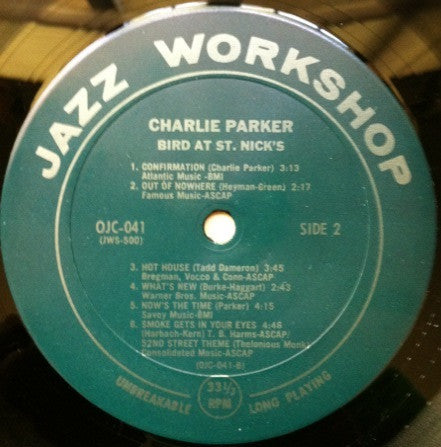 JAZZ WORKSHOP
CHARLIE PARKER
BIRD AT ST. NICK'S
1. CONFIRMATION (Charlie Parker) 3:13
Atlantic Music-BMI
2. OUT OF NOWHERE (Heyman-Green) 2:17
Famous Music-ASCAP
OJC-041
(JWS-500)
SIDE 2
3. HOT HOUSE (Tadd Dameron) 3:45
Bregman, Vocco & Conn-ASCAP
4. WHAT'S NEW (Burke-Haggart) 2:43
Warner Bros. Music-ASCAP
5. NOW'S THE TIME (Parker) 4:15
Savoy Music-BMI
6. SMOKE GETS IN YOUR EYES 4:46
(Harbach-Kern) T. B. Harms-ASCAP/
52ND STREET THEME (Thelonious Monk)
Consolidated Music-ASCAP
(OJC-041-B)
UNBREAKABLE
33⅓
RPM
LONG PLAYING